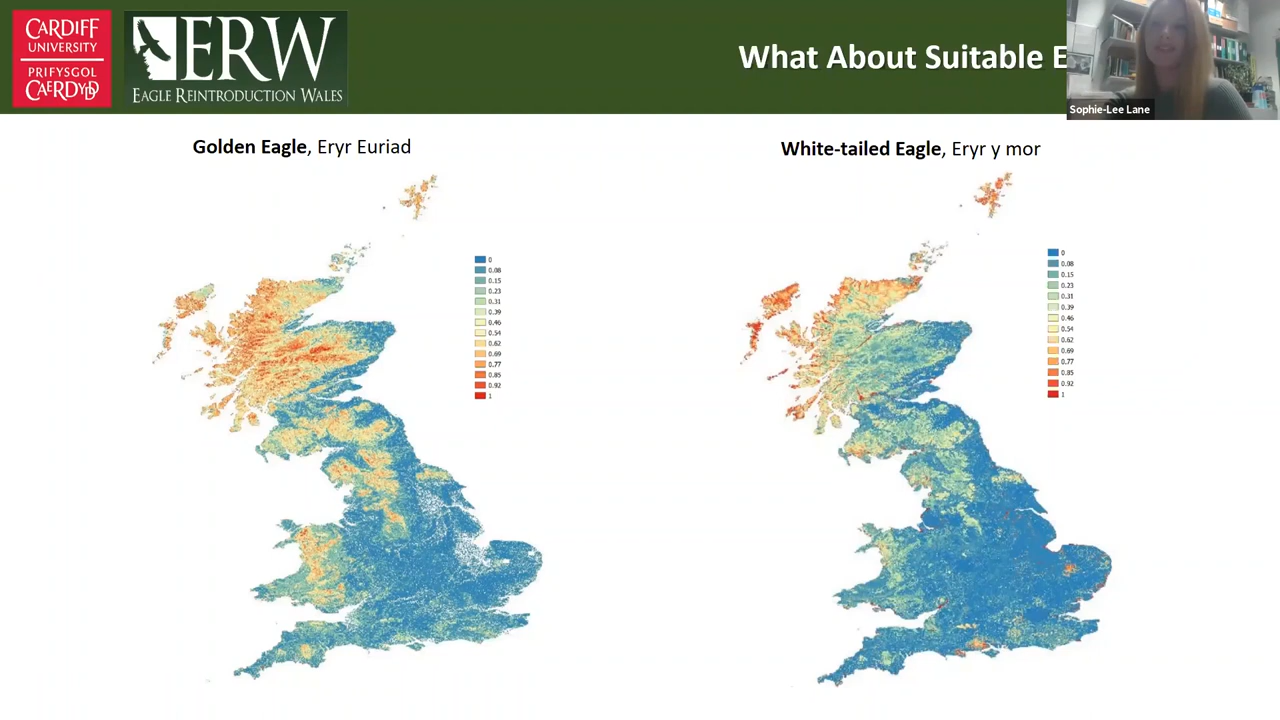 CARDIFF
UNIVERSITY
PRIFYSGOL
CAERDYDD
ERW
EAGLE REINTRODUCTION WALES
What About Suitable E
Sophie-Lee Lane
Golden Eagle, Eryr Euriad
White-tailed Eagle, Eryr y mor
0
0.08
0.15
0.23
0.31
0.39
0.46
0.54
0.62
0.69
0.77
0.85
0.92
1
0
0.08
0.15
0.23
0.31
0.39
0.46
0.54
0.62
0.69
0.77
0.85
0.92
1